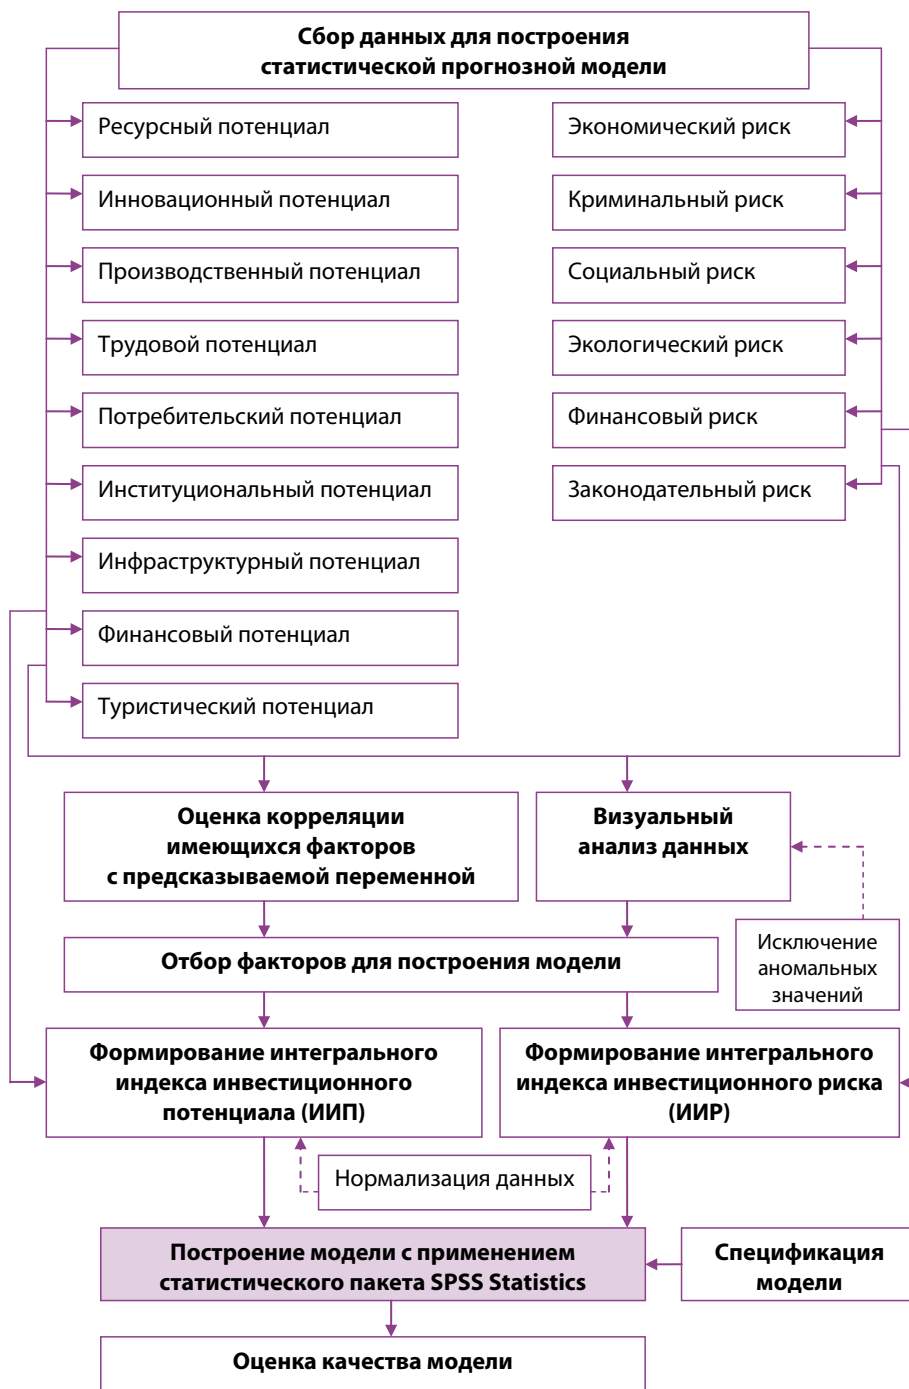 Сбор данных для построения
статистической прогнозной модели
Ресурсный потенциал
Инновационный потенциал
Производственный потенциал
Трудовой потенциал
Потребительский потенциал
Институциональный потенциал
Инфраструктурный потенциал
Финансовый потенциал
Туристический потенциал
Экономический риск
Криминальный риск
Социальный риск
Экологический риск
Финансовый риск
Законодательный риск
Оценка корреляции
имеющихся факторов
с предсказываемой переменной
Визуальный
анализ данных
Исключение
аномальных
значений
Отбор факторов для построения модели
Формирование интегрального
индекса инвестиционного
потенциала (ИИП)
Формирование интегрального
индекса инвестиционного риска
(ИИР)
Нормализация данных
Построение модели с применением
статистического пакета SPSS Statistics
Спецификация
модели
Оценка качества модели